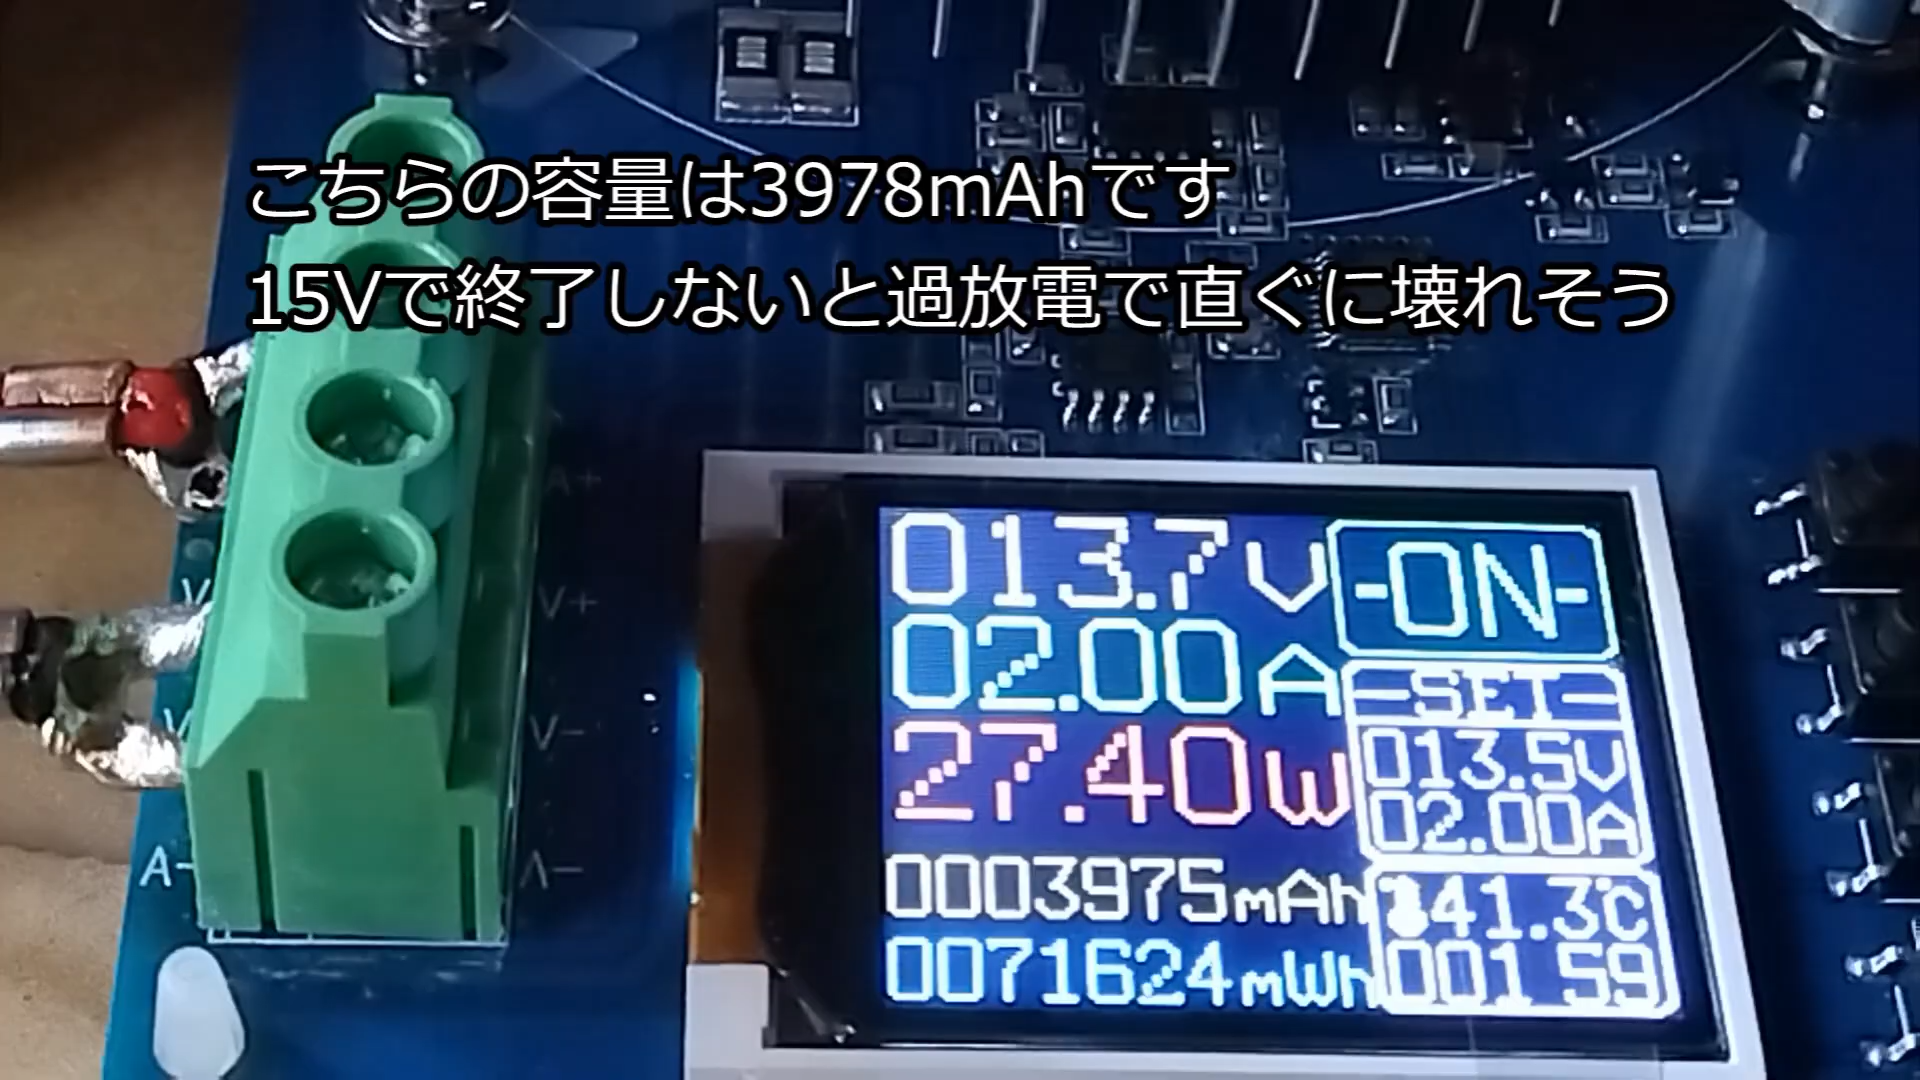 こちらの容量は3978mAhです
15Vで終了しないと過放電で直ぐに壊れそう
A+
V+
V-
A-
A-
013.7V
-ON-
02.00A
-SET-
27.40W
013.5V
02.00A
0003975mAh
41.3℃
0071624mWh
001 59